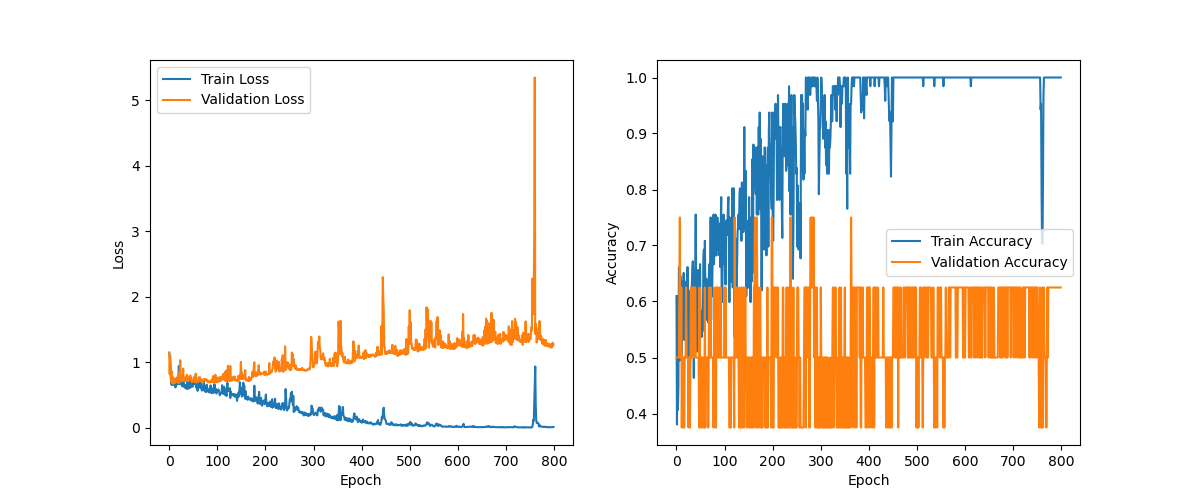 Train Loss
Validation Loss
5
4
3
2
1
0
Loss
0 100 200 300 400 500 600 700 800
Epoch
1.0
0.9
0.8
0.7
0.6
0.5
0.4
Accuracy
Train Accuracy
Validation Accuracy
0 100 200 300 400 500 600 700 800
Epoch